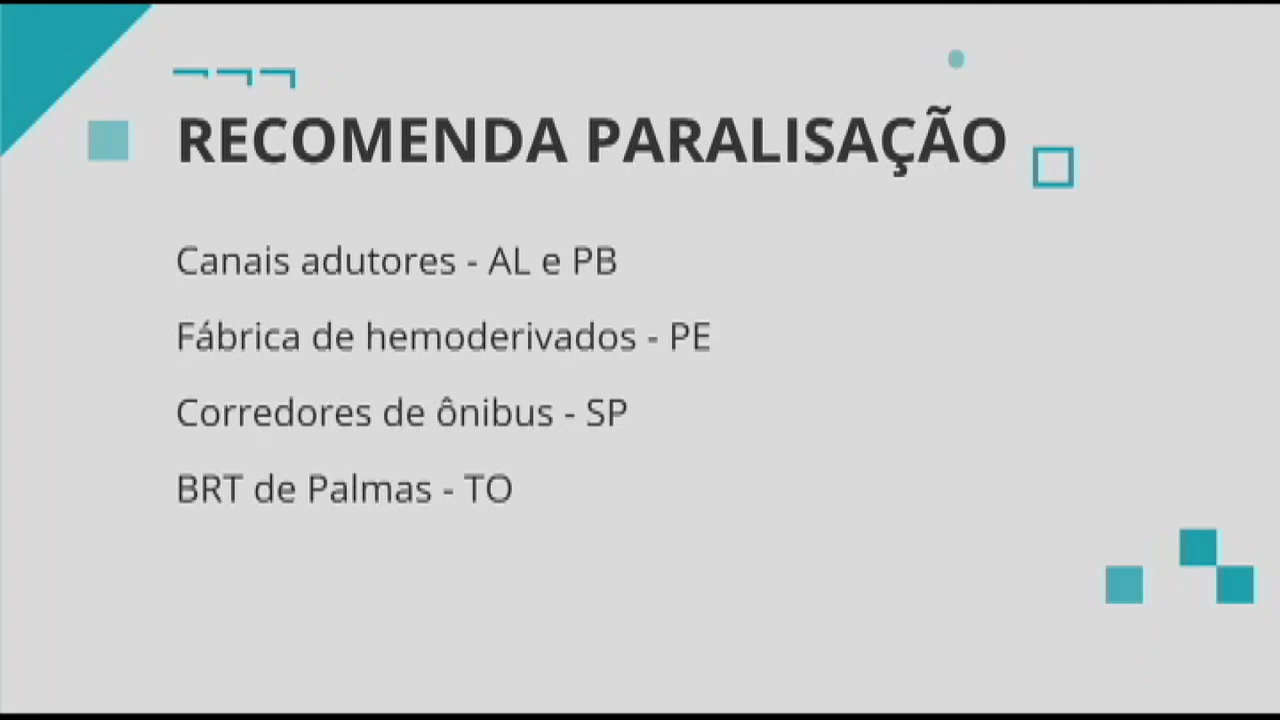 RECOMENDA PARALISAÇÃO
Canais adutores - AL e PB
Fábrica de hemoderivados - PE
Corredores de ônibus - SP
BRT de Palmas - TO